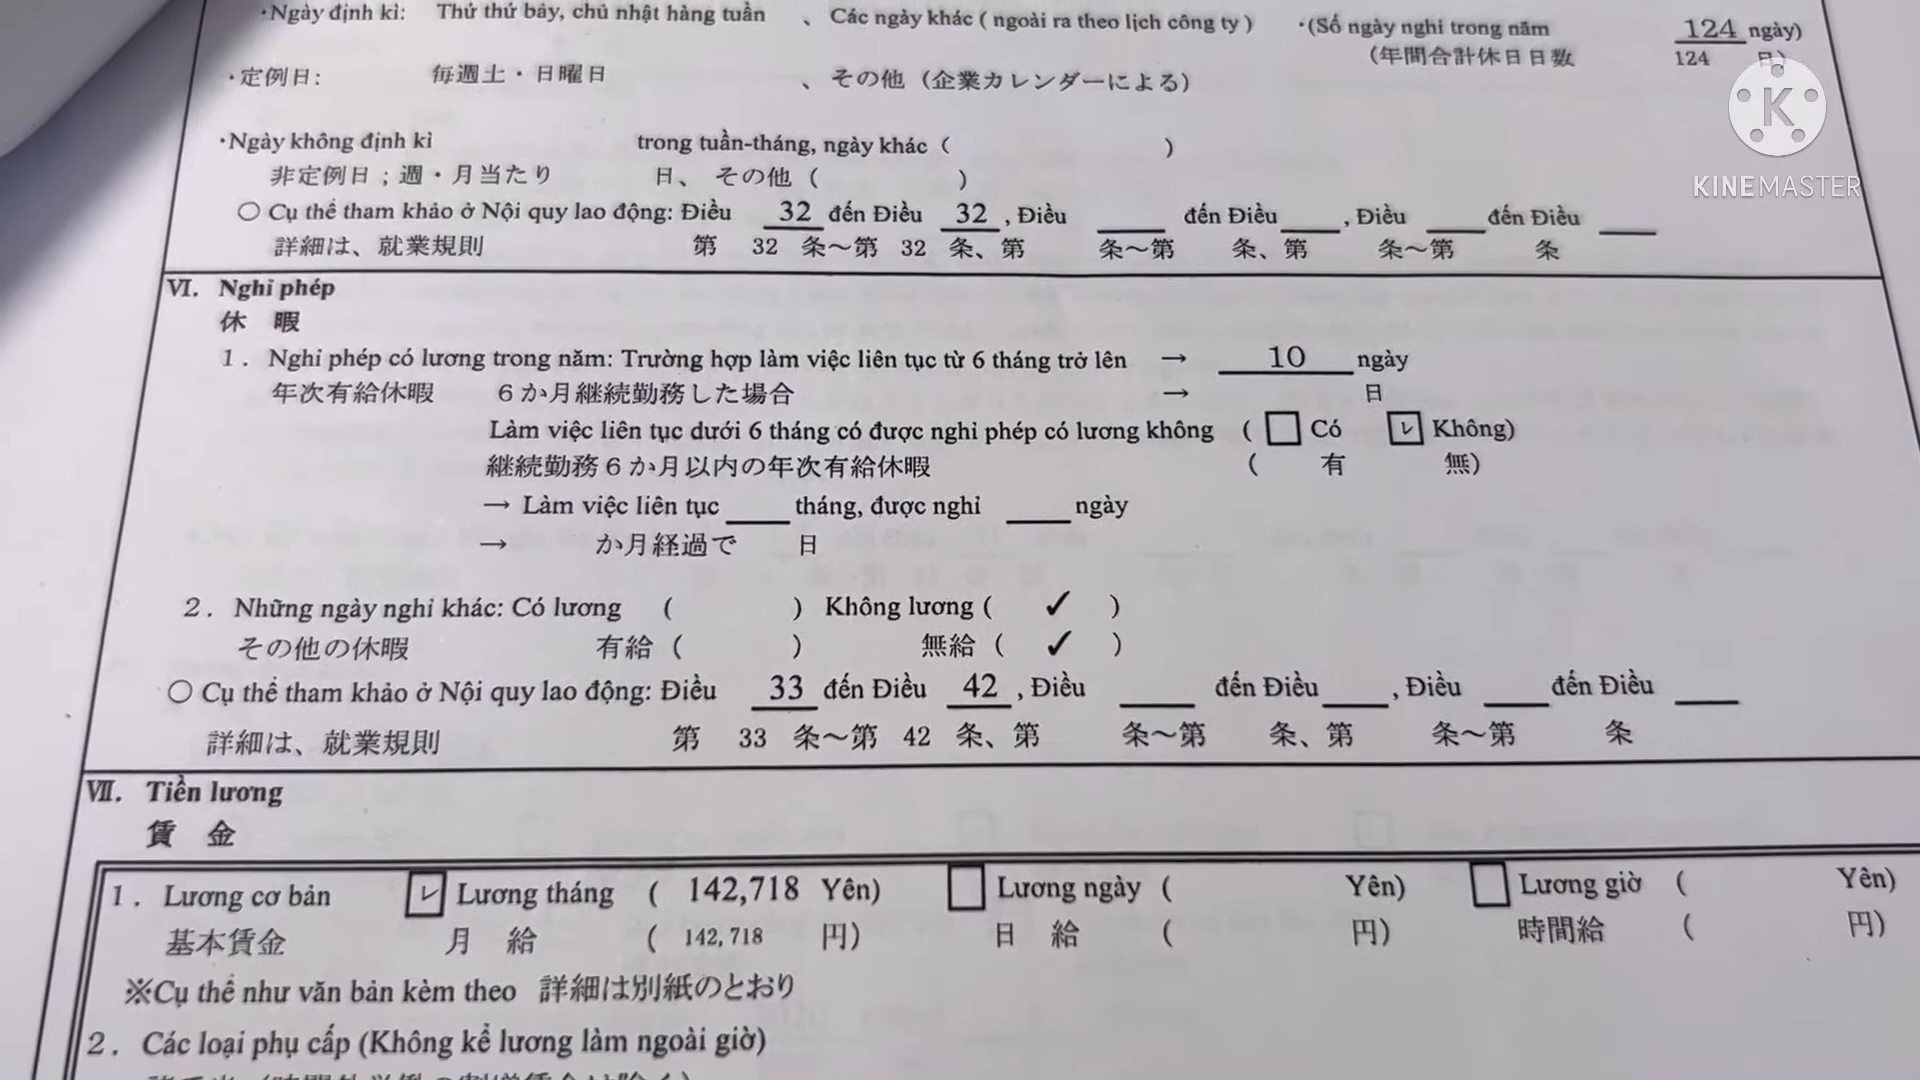 ·Ngày định kì: Thứ thứ bảy, chủ nhật hàng tuần 、 Các ngày khác ( ngoài ra theo lịch công ty ) ·(Số ngày nghỉ trong năm 124 ngày)
(年間合計休日日数 124 日)
·定例日: 毎週土・日曜日 、 その他（企業カレンダーによる）
KINEMASTER
·Ngày không định kì trong tuần-tháng, ngày khác ( )
非定例日；週・月当たり 日、 その他（ ）
○ Cụ thể tham khảo ở Nội quy lao động: Điều 32 đến Điều 32 , Điều ____ đến Điều ____ , Điều ____ đến Điều ____
詳細は、就業規則 第 32 条～第 32 条、第 条～第 条、第 条～第 条
VI. Nghỉ phép
休 暇
1. Nghỉ phép có lương trong năm: Trường hợp làm việc liên tục từ 6 tháng trở lên → 10 ngày
年次有給休暇 6か月継続勤務した場合 → 日
Làm việc liên tục dưới 6 tháng có được nghỉ phép có lương không ( □ Có ☑ Không)
継続勤務6か月以内の年次有給休暇 ( 有 無)
→ Làm việc liên tục ____ tháng, được nghỉ ____ ngày
→ か月経過で 日
2. Những ngày nghỉ khác: Có lương ( ) Không lương ( ✓ )
その他の休暇 有給（ ） 無給（ ✓ ）
○ Cụ thể tham khảo ở Nội quy lao động: Điều 33 đến Điều 42 , Điều ____ đến Điều ____ , Điều ____ đến Điều ____
詳細は、就業規則 第 33 条～第 42 条、第 条～第 条、第 条～第 条
VII. Tiền lương
賃 金
1. Lương cơ bản ☑ Lương tháng ( 142,718 Yên) □ Lương ngày ( Yên) □ Lương giờ ( Yên)
基本賃金 月 給 ( 142,718 円) 日 給 ( 円) 時間給 ( 円)
※Cụ thể như văn bản kèm theo 詳細は別紙のとおり
2. Các loại phụ cấp (Không kể lương làm ngoài giờ)